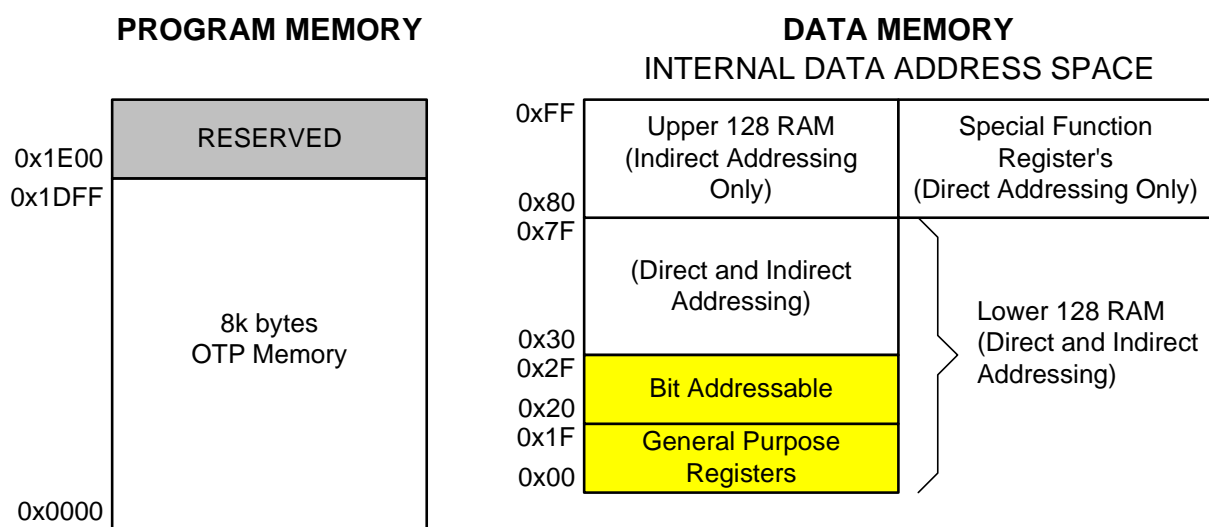 PROGRAM MEMORY
RESERVED
0x1E00
0x1DFF
8k bytes
OTP Memory
0x0000
DATA MEMORY
INTERNAL DATA ADDRESS SPACE
0xFF
Upper 128 RAM
(Indirect Addressing
Only)
Special Function
Register's
(Direct Addressing Only)
0x80
0x7F
(Direct and Indirect
Addressing)
0x30
0x2F
Bit Addressable
0x20
0x1F
General Purpose
Registers
0x00
Lower 128 RAM
(Direct and Indirect
Addressing)